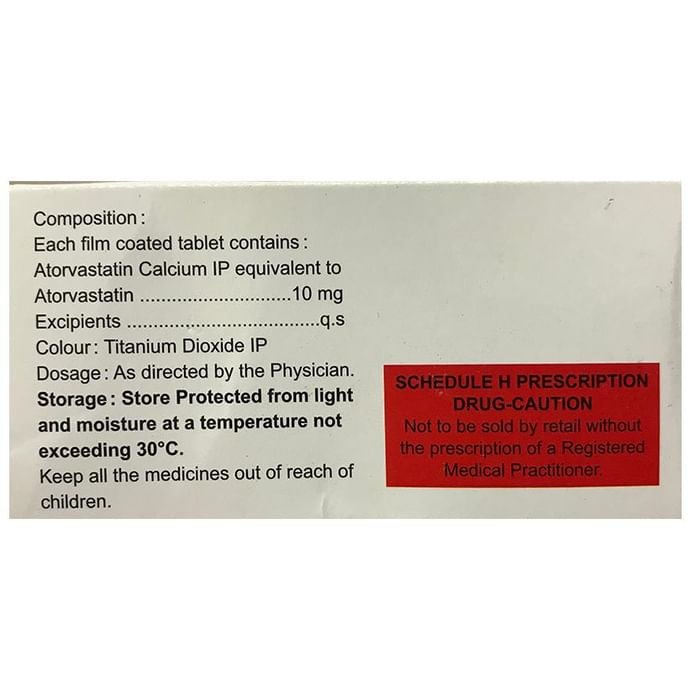 Composition :
Each film coated tablet contains :
Atorvastatin Calcium IP equivalent to
Atorvastatin ............................10 mg
Excipients ....................................q.s
Colour : Titanium Dioxide IP
Dosage : As directed by the Physician.
Storage : Store Protected from light
and moisture at a temperature not
exceeding 30°C.
Keep all the medicines out of reach of
children.
SCHEDULE H PRESCRIPTION
DRUG-CAUTION
Not to be sold by retail without
the prescription of a Registered
Medical Practitioner.